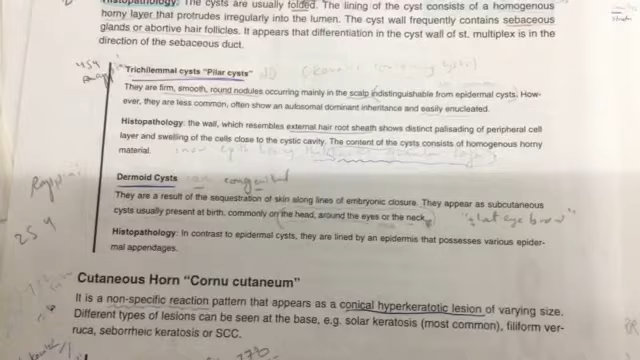 Histopathology: The cysts are usually folded. The lining of the cyst consists of a homogenous
horny layer that protrudes irregularly into the lumen. The cyst wall frequently contains sebaceous
glands or abortive hair follicles. It appears that differentiation in the cyst wall of st. multiplex is in
the direction of the sebaceous duct.
Trichilemmal cysts "Pilar cysts"
They are firm, smooth, round nodules occurring mainly in the scalp indistinguishable from epidermal cysts. How-
ever, they are less common, often show an autosomal dominant inheritance and easily enucleated.
Histopathology: the wall, which resembles external hair root sheath shows distinct palisading of peripheral cell
layer and swelling of the cells close to the cystic cavity. The content of the cysts consists of homogenous horny
material.
Dermoid Cysts congenital
They are a result of the sequestration of skin along lines of embryonic closure. They appear as subcutaneous
cysts usually present at birth, commonly on the head, around the eyes or the neck. "lat eye brow"
259
Histopathology: In contrast to epidermal cysts, they are lined by an epidermis that possesses various epider-
mal appendages.
Cutaneous Horn "Cornu cutaneum"
It is a non-specific reaction pattern that appears as a conical hyperkeratotic lesion of varying size.
Different types of lesions can be seen at the base, e.g. solar keratosis (most common), filiform ver-
ruca, seborrheic keratosis or SCC.